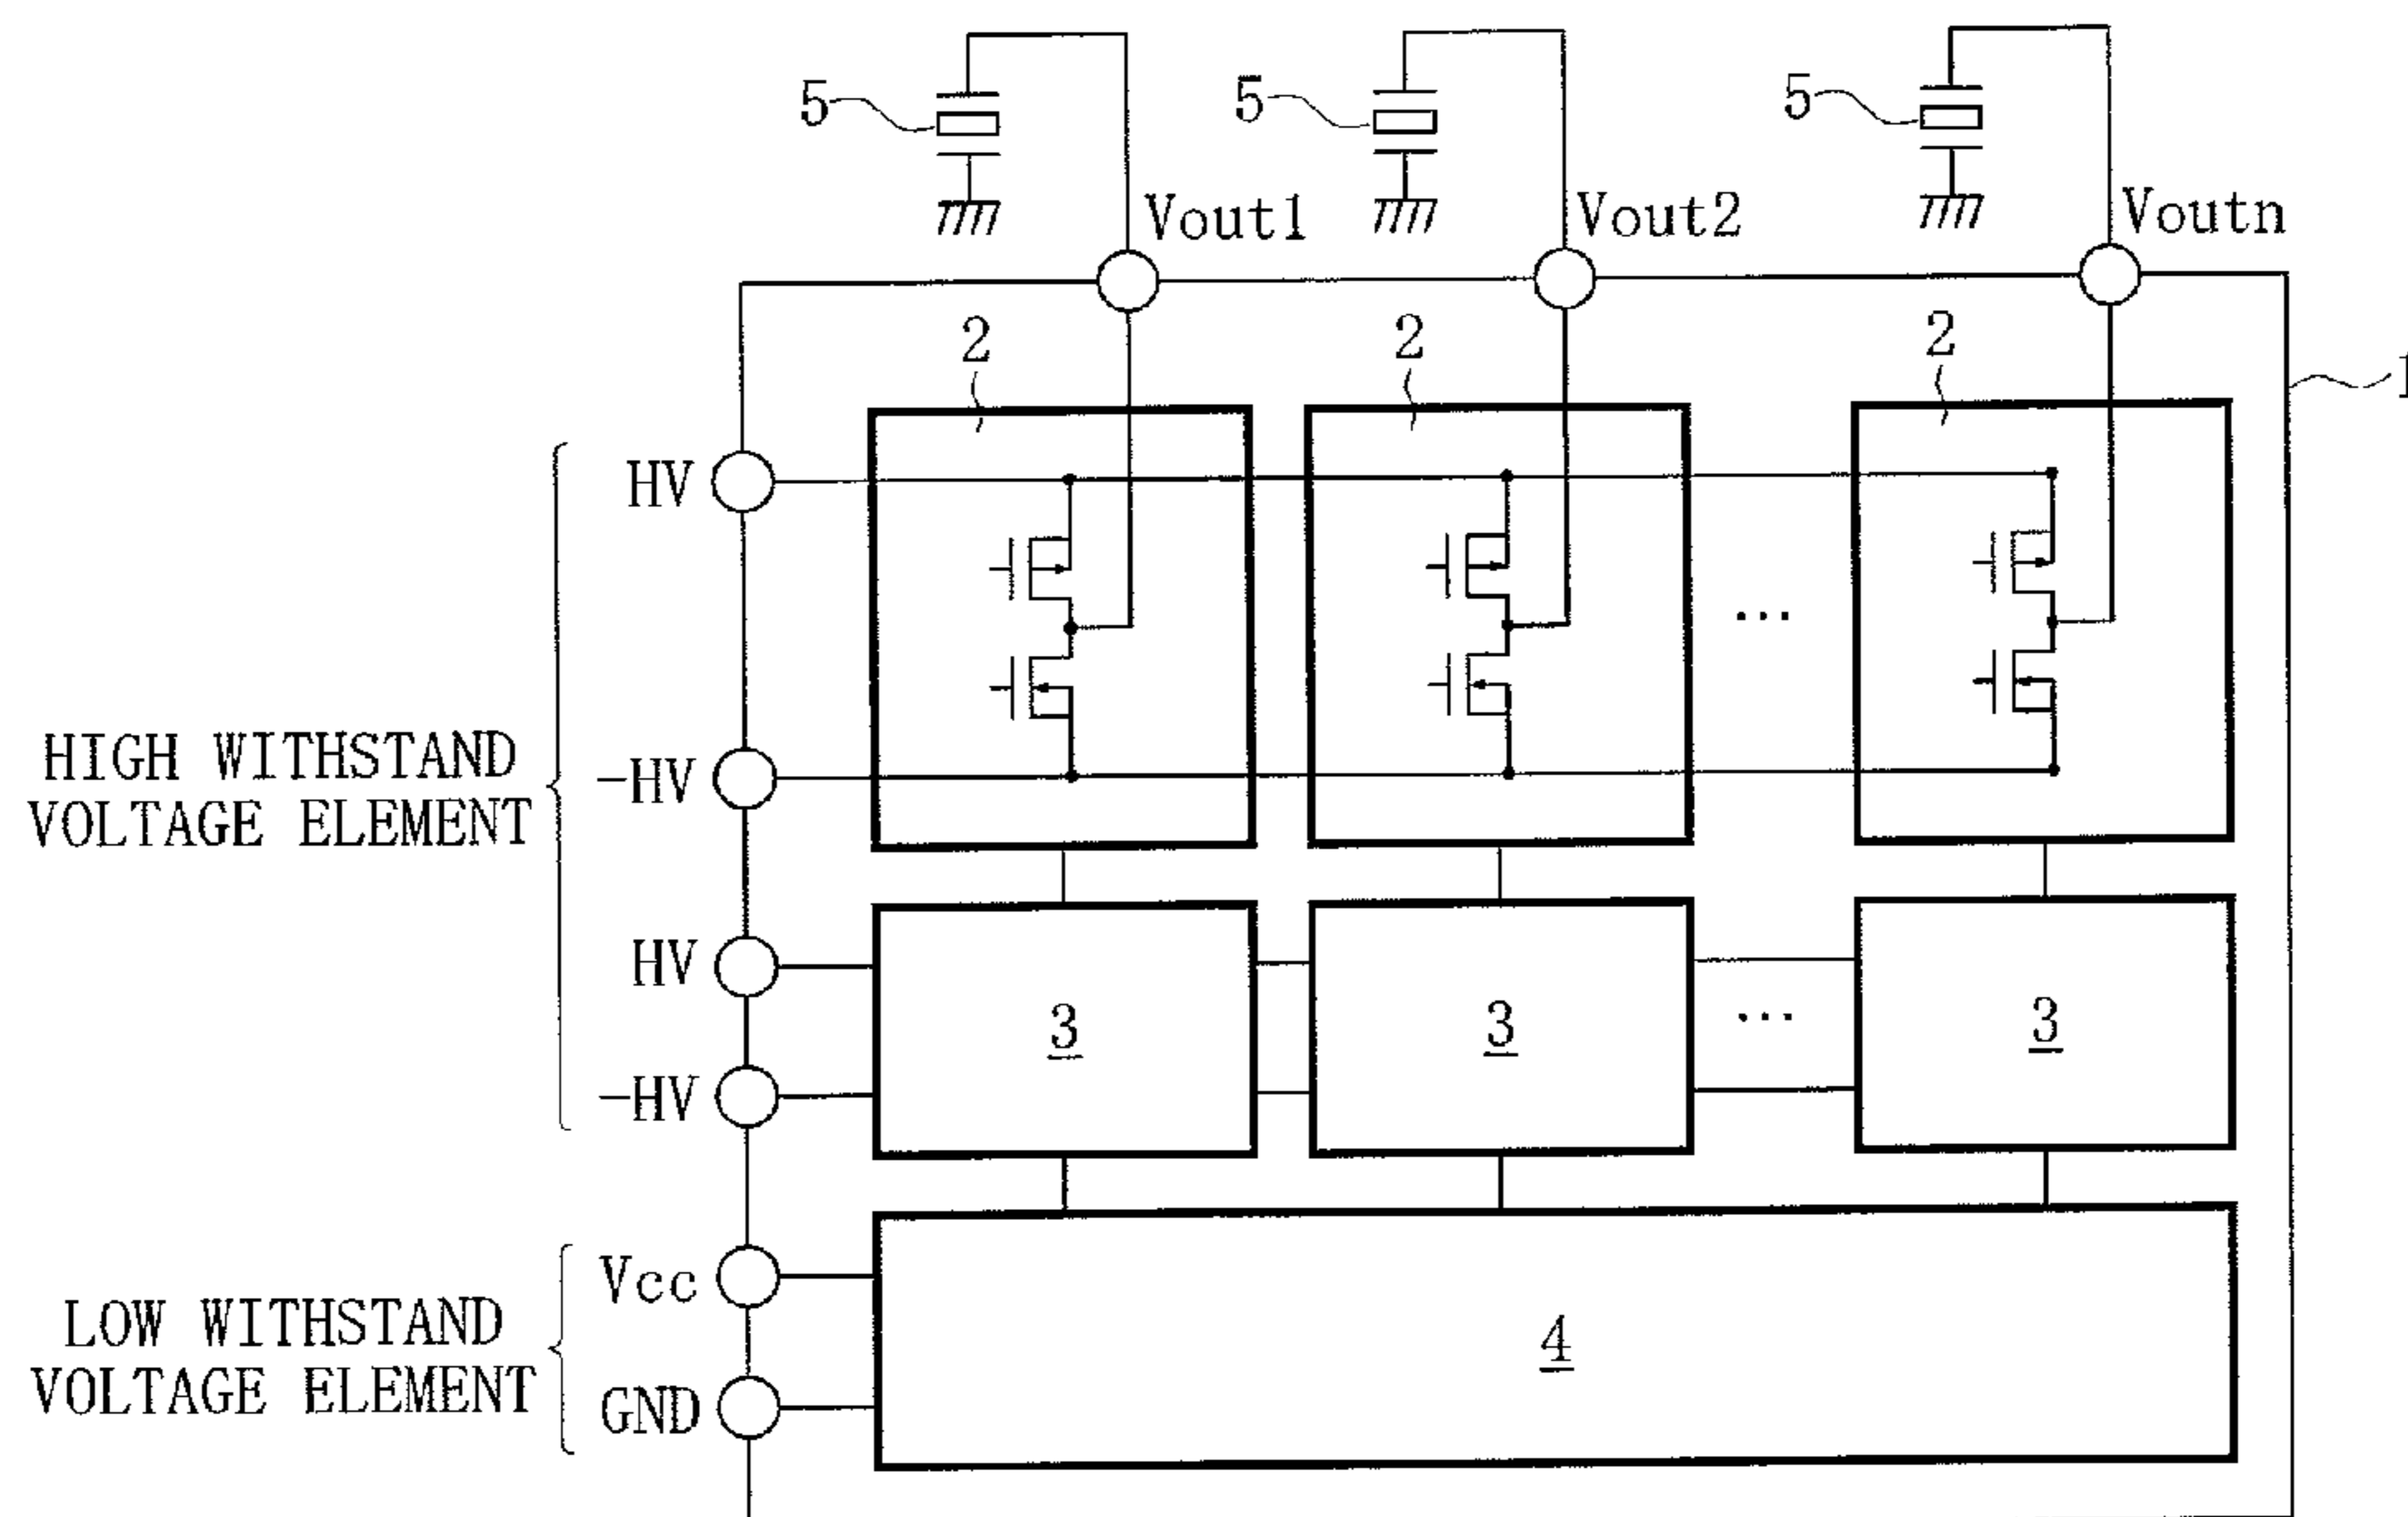 5
5
5
Vout1
Vout2
Voutn
2
2
2
1
HV
...
HIGH WITHSTAND
VOLTAGE ELEMENT
-HV
HV
3
3
...
3
-HV
Vcc
LOW WITHSTAND
VOLTAGE ELEMENT
4
GND